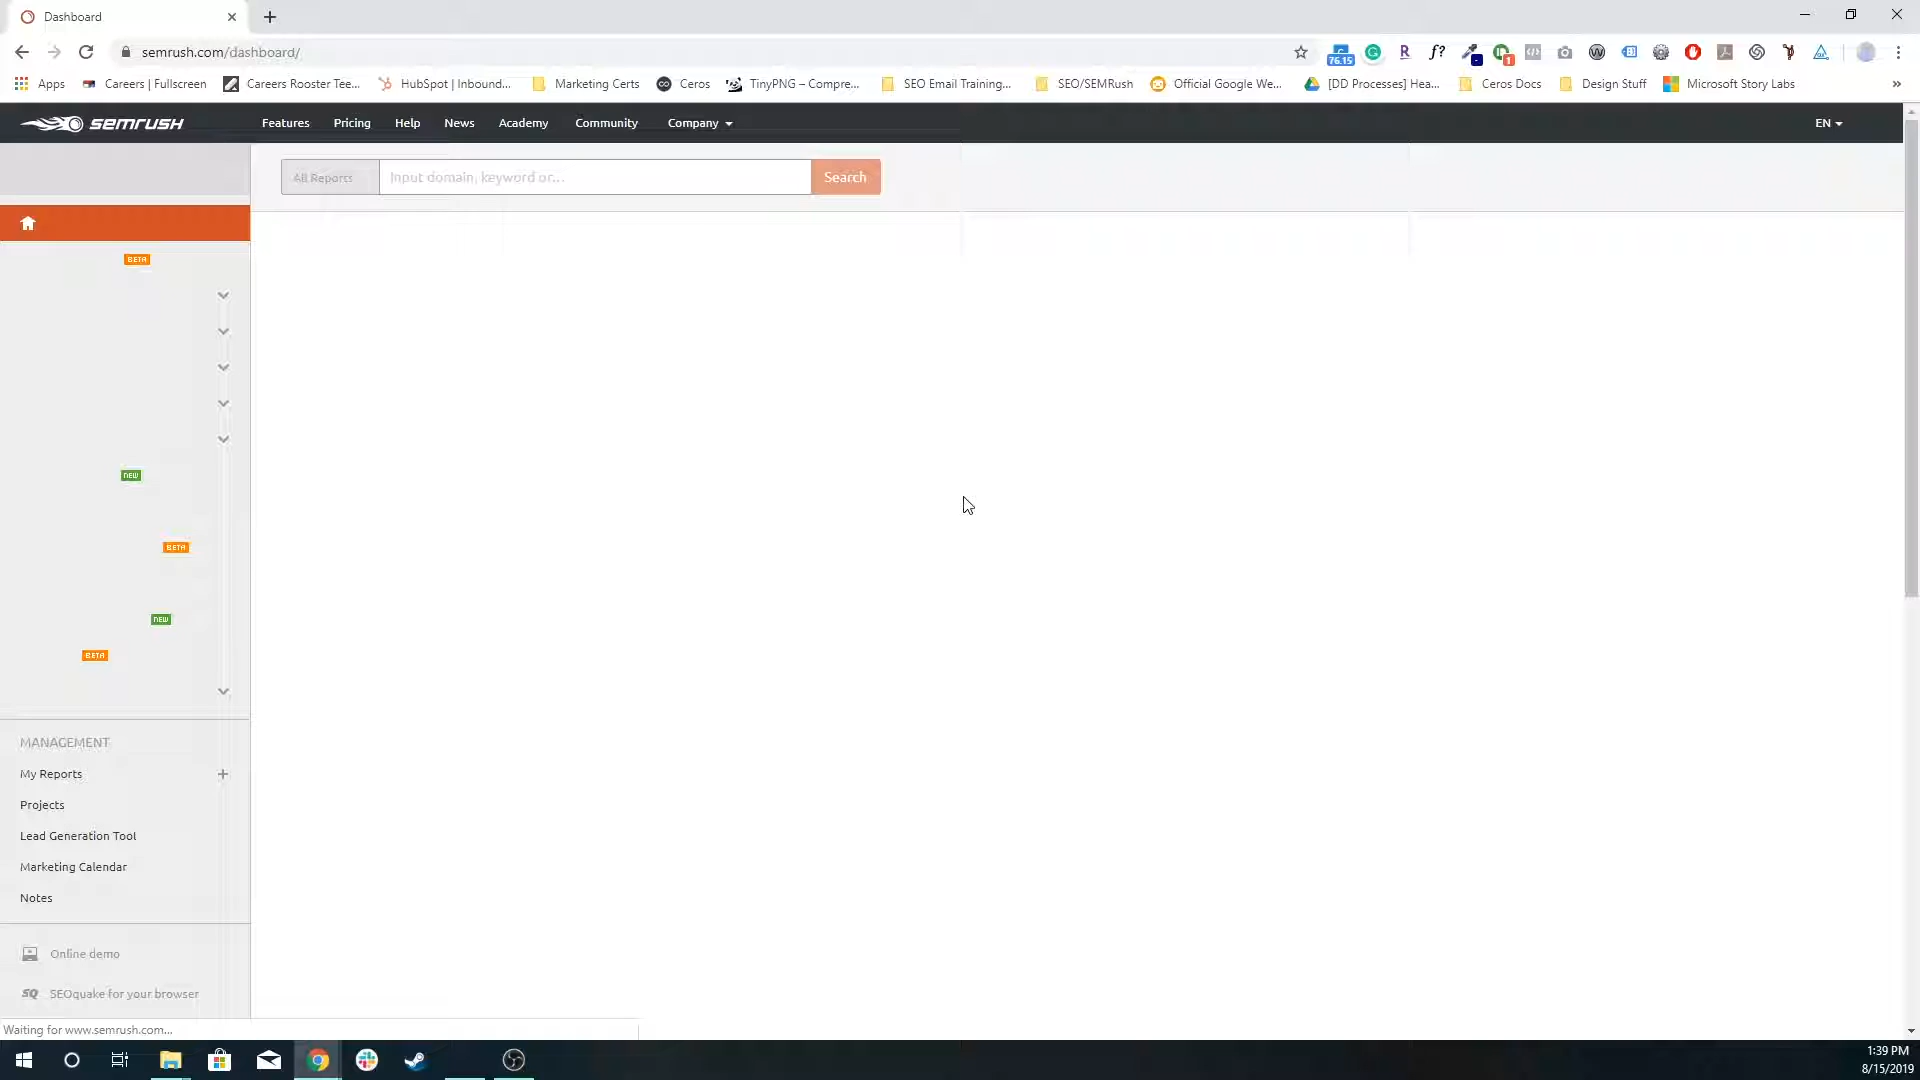 Dashboard
semrush.com/dashboard/
76.15
1
Apps
Careers | Fullscreen
Careers Rooster Tee...
HubSpot | Inbound...
Marketing Certs
Ceros
TinyPNG – Compre...
SEO Email Training...
SEO/SEMRush
Official Google We...
[DD Processes] Hea...
Ceros Docs
Design Stuff
Microsoft Story Labs
semrush
Features
Pricing
Help
News
Academy
Community
Company
EN
All Reports
Input domain, keyword or...
Search
BETA
NEW
BETA
NEW
BETA
MANAGEMENT
My Reports
Projects
Lead Generation Tool
Marketing Calendar
Notes
Online demo
SQ SEOquake for your browser
Waiting for www.semrush.com...
1:39 PM
8/15/2019